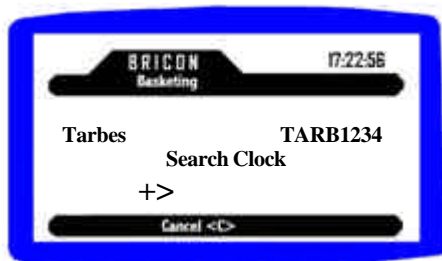 BRICON 17:22:56
Basketing
Tarbes TARB1234
Search Clock
+>
Cancel <C>